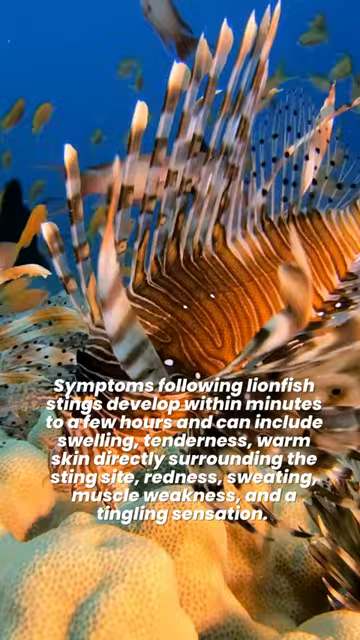 Symptoms following lionfish
stings develop within minutes
to a few hours and can include
swelling, tenderness, warm
skin directly surrounding the
sting site, redness, sweating,
muscle weakness, and a
tingling sensation.